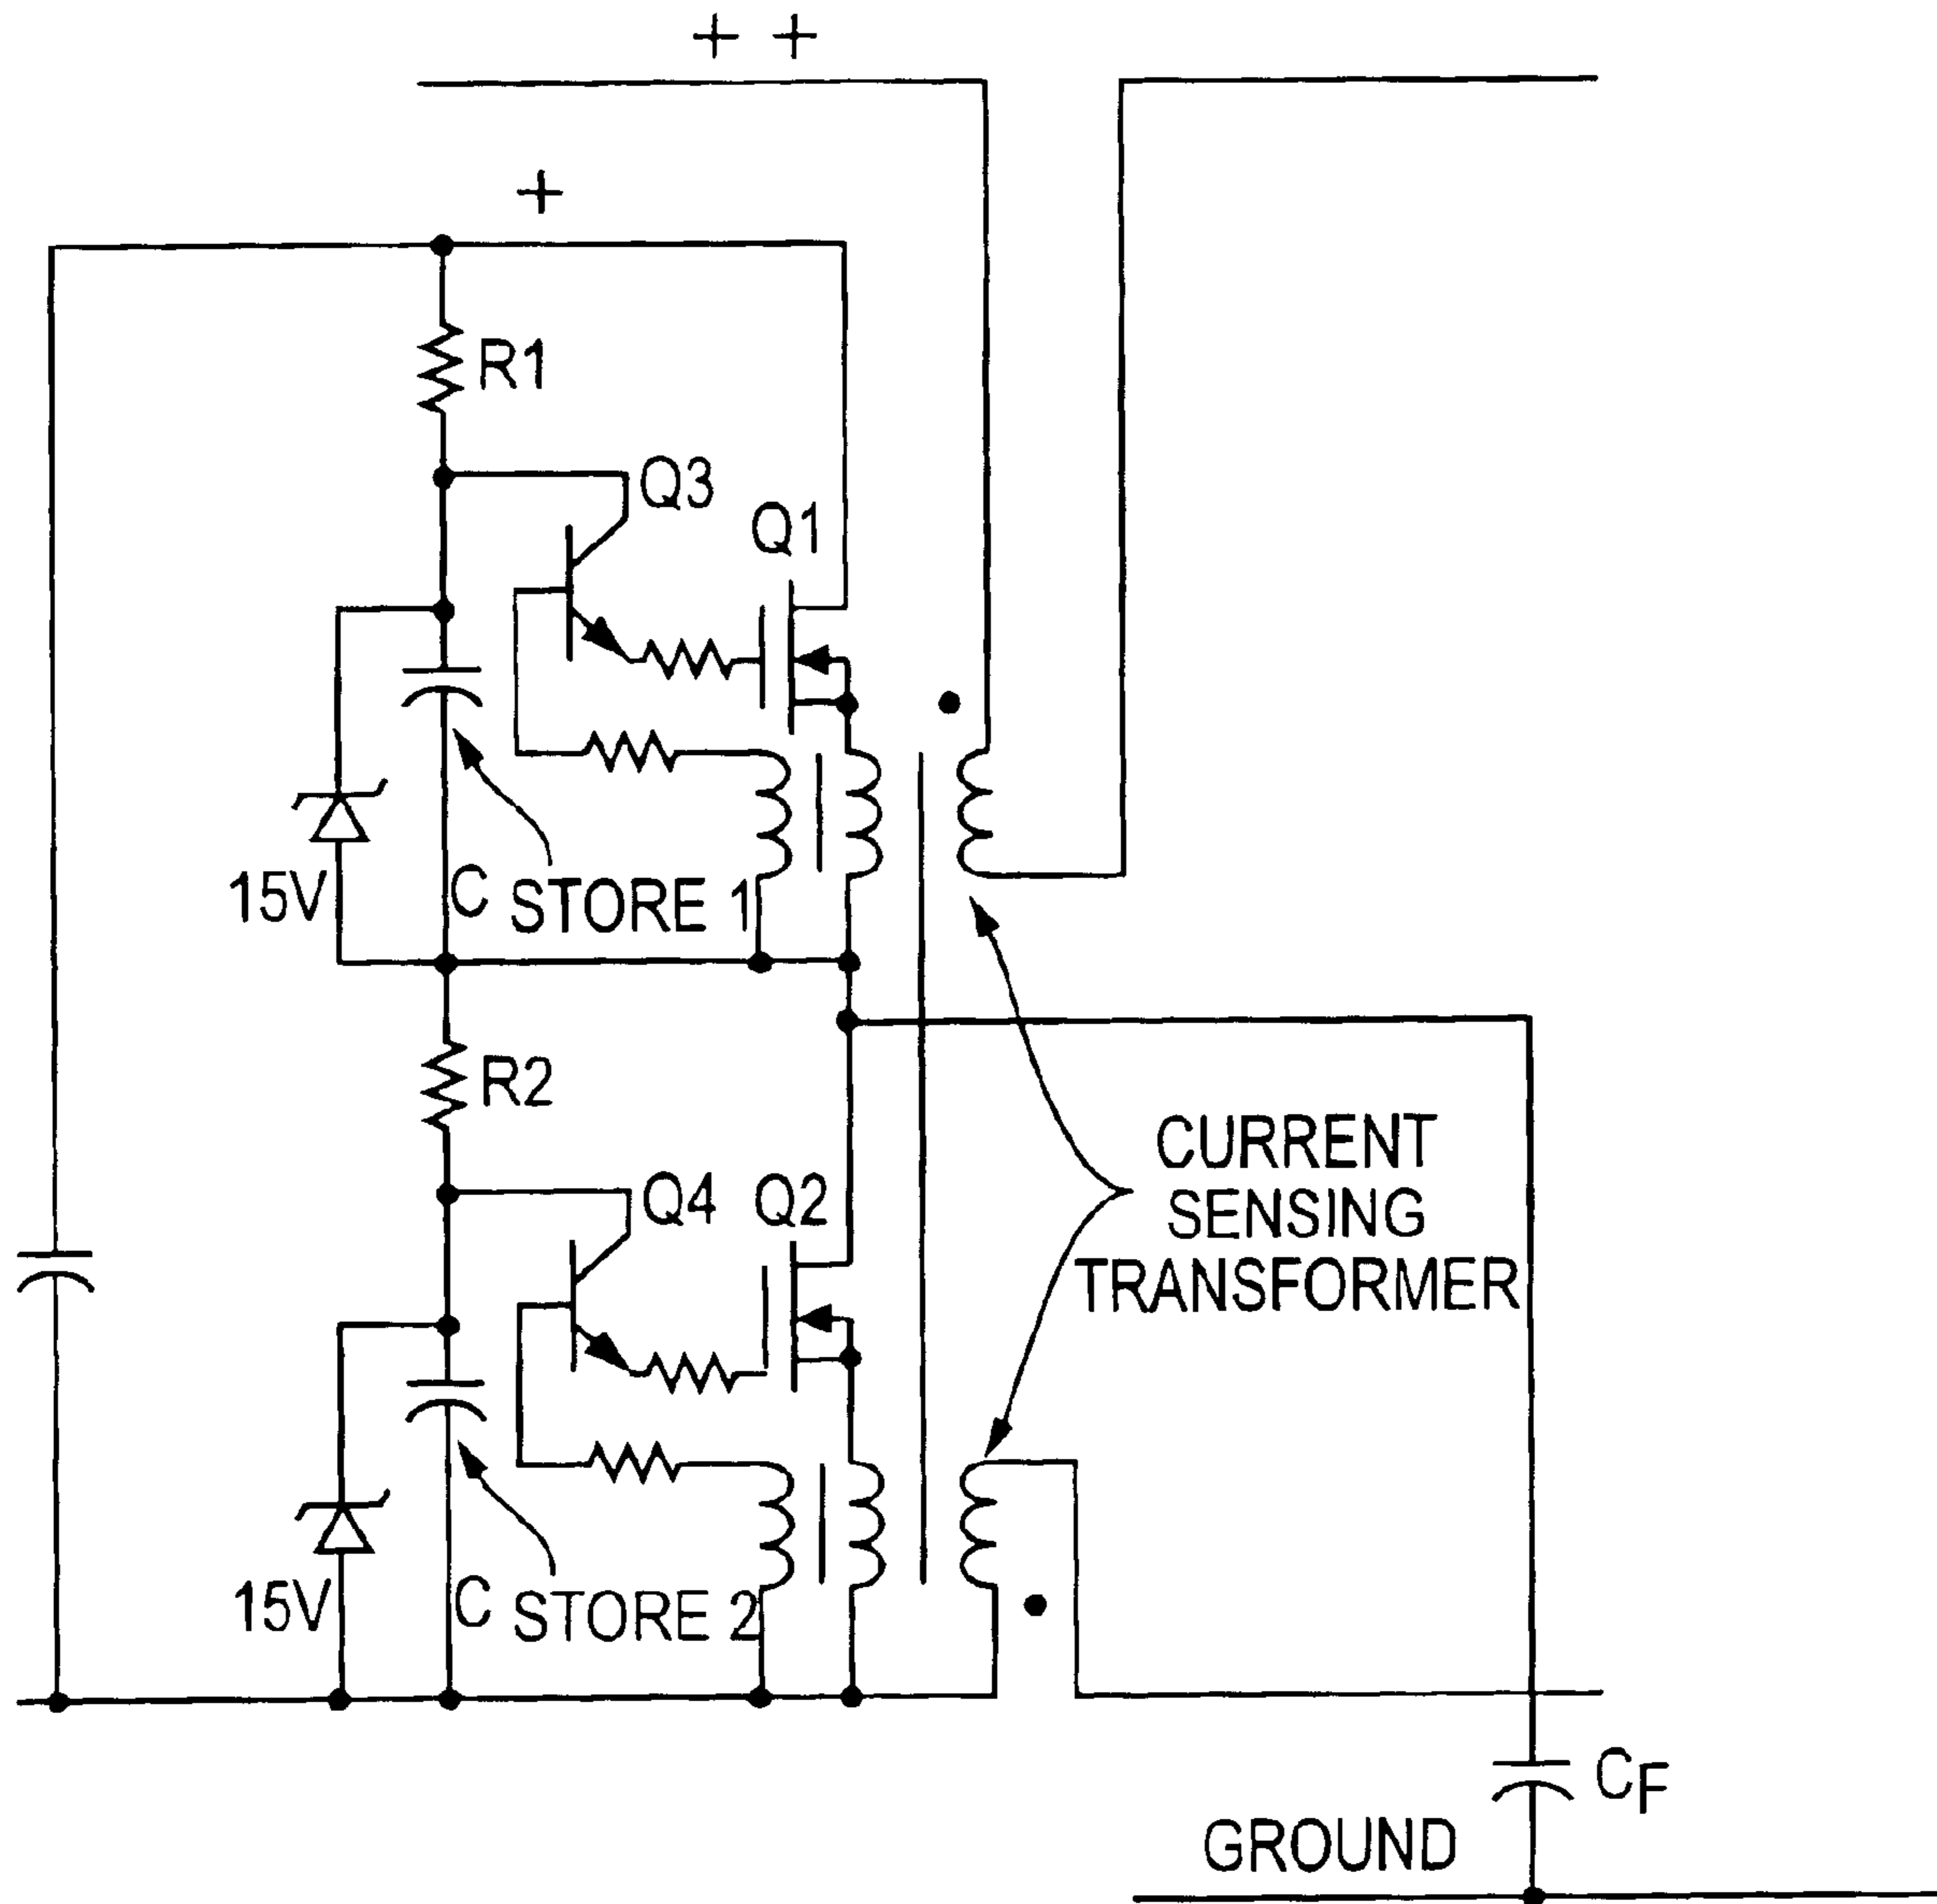 + +
+
R1
Q3
Q1
15V
C STORE 1
R2
Q4
Q2
CURRENT
SENSING
TRANSFORMER
15V
C STORE 2
CF
GROUND